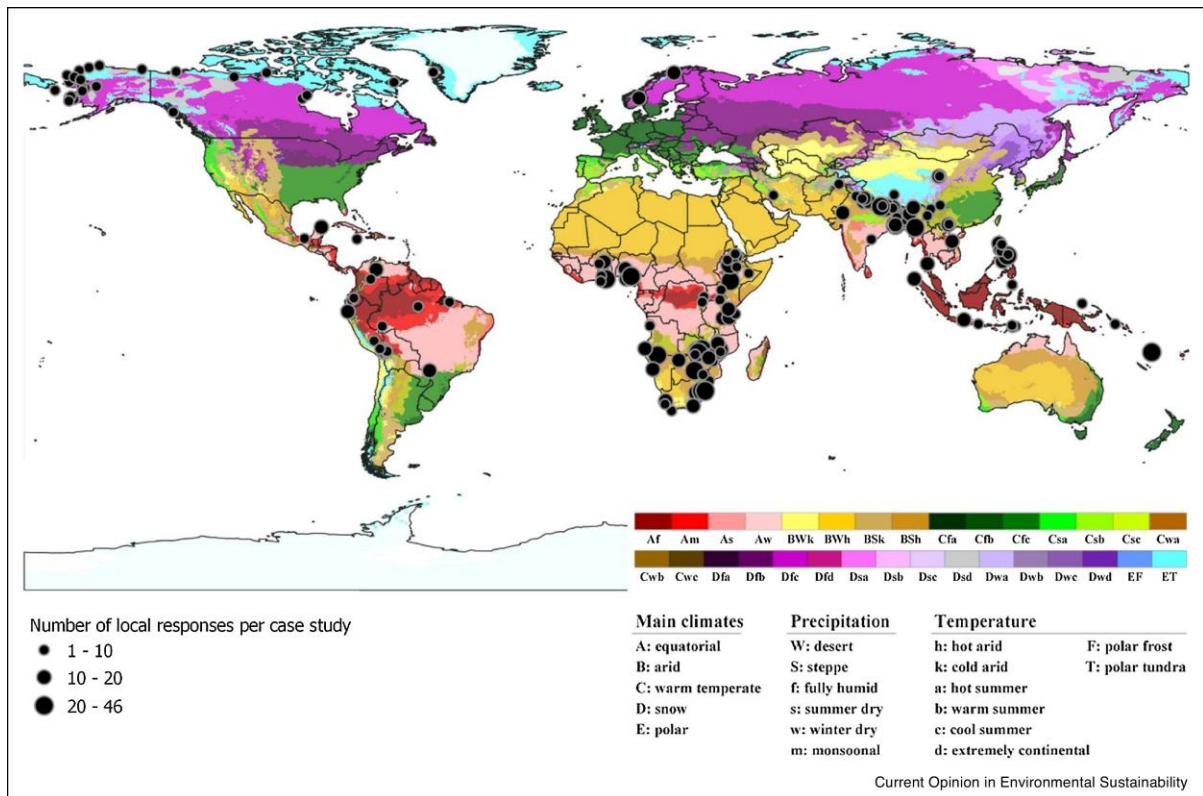 Af Am As Aw BWk BWh BSk BSh Cfa Cfb Cfc Csa Csb Csc Cwa
Cwb Cwc Dfa Dfb Dfc Dfd Dsa Dsb Dsc Dsd Dwa Dwb Dwc Dwd EF ET
Number of local responses per case study
1 - 10
10 - 20
20 - 46
Main climates
A: equatorial
B: arid
C: warm temperate
D: snow
E: polar
Precipitation
W: desert
S: steppe
f: fully humid
s: summer dry
w: winter dry
m: monsoonal
Temperature
h: hot arid
k: cold arid
a: hot summer
b: warm summer
c: cool summer
d: extremely continental
F: polar frost
T: polar tundra
Current Opinion in Environmental Sustainability